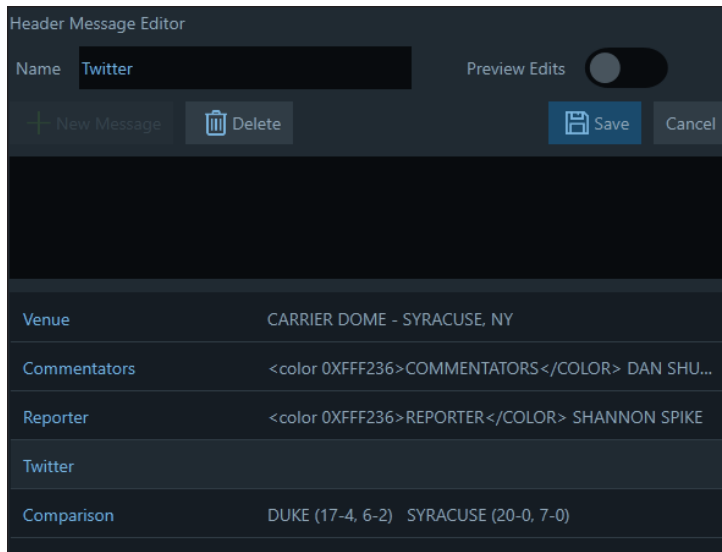 Header Message Editor
Name Twitter Preview Edits
New Message Delete Save Cancel
Venue CARRIER DOME - SYRACUSE, NY
Commentators <color 0XFFF236>COMMENTATORS</COLOR> DAN SHU...
Reporter <color 0XFFF236>REPORTER</COLOR> SHANNON SPIKE
Twitter
Comparison DUKE (17-4, 6-2) SYRACUSE (20-0, 7-0)